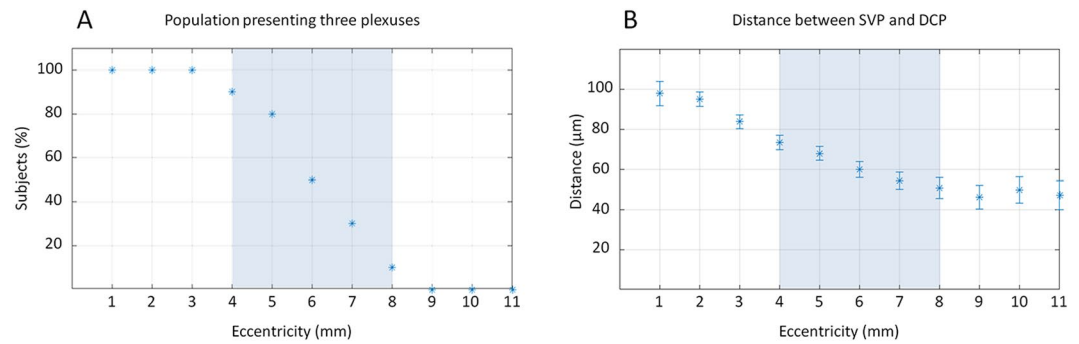 A
Population presenting three plexuses
Subjects (%)
100
80
60
40
20
1 2 3 4 5 6 7 8 9 10 11
Eccentricity (mm)
B
Distance between SVP and DCP
Distance (μm)
100
80
60
40
20
1 2 3 4 5 6 7 8 9 10 11
Eccentricity (mm)